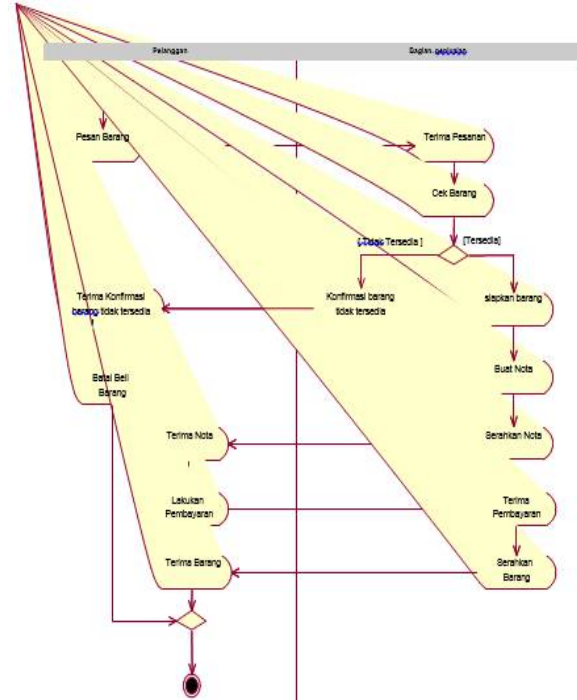 Pelanggan
Bagian penjualan
Pesan Barang
Terima Pesanan
Cek Barang
[ Tidak Tersedia ]
[Tersedia]
Terima Konfirmasi
barang tidak tersedia
Konfirmasi barang
tidak tersedia
siapkan barang
Batal Beli
Barang
Buat Nota
Terima Nota
Serahkan Nota
Lakukan
Pembayaran
Terima
Pembayaran
Terima Barang
Serahkan
Barang